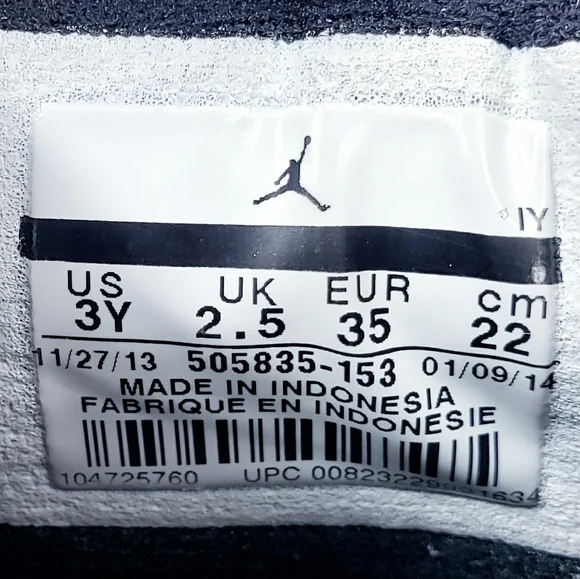 IY
US UK EUR cm
3Y 2.5 35 22
11/27/13 505835-153 01/09/14
MADE IN INDONESIA
FABRIQUE EN INDONESIE
104725760 UPC